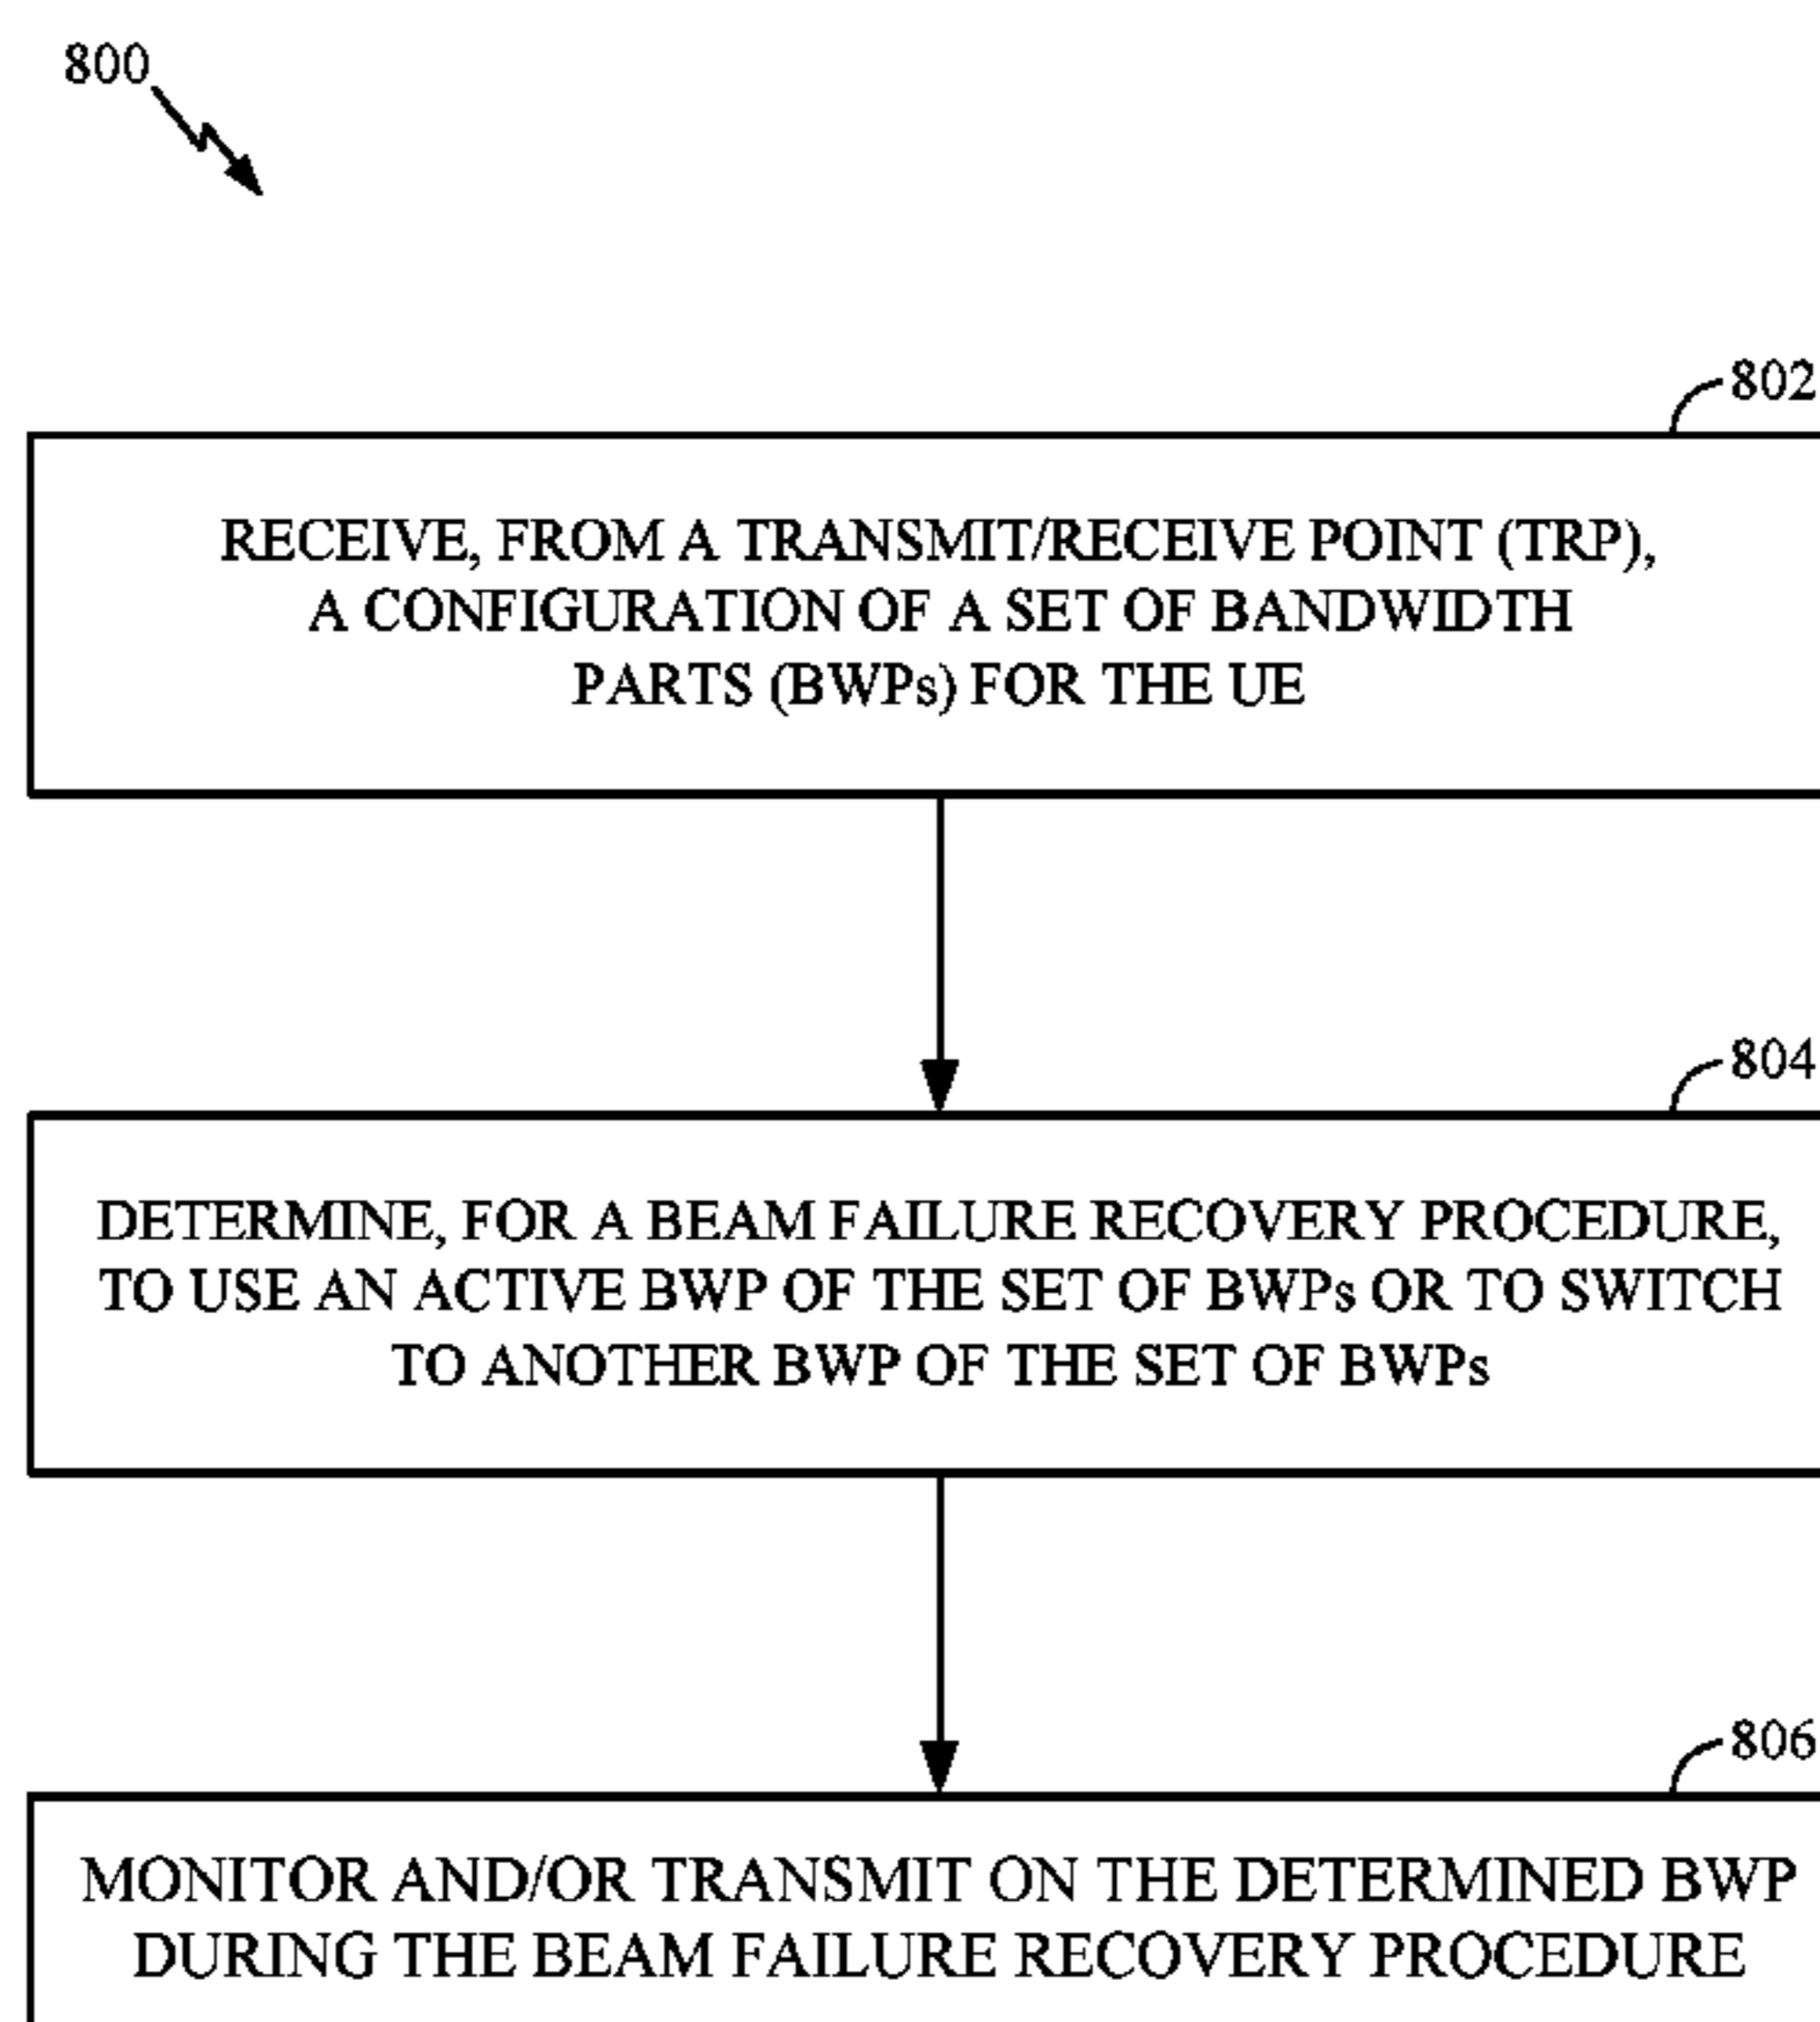 800
802
RECEIVE, FROM A TRANSMIT/RECEIVE POINT (TRP),
A CONFIGURATION OF A SET OF BANDWIDTH
PARTS (BWPs) FOR THE UE
804
DETERMINE, FOR A BEAM FAILURE RECOVERY PROCEDURE,
TO USE AN ACTIVE BWP OF THE SET OF BWPs OR TO SWITCH
TO ANOTHER BWP OF THE SET OF BWPs
806
MONITOR AND/OR TRANSMIT ON THE DETERMINED BWP
DURING THE BEAM FAILURE RECOVERY PROCEDURE